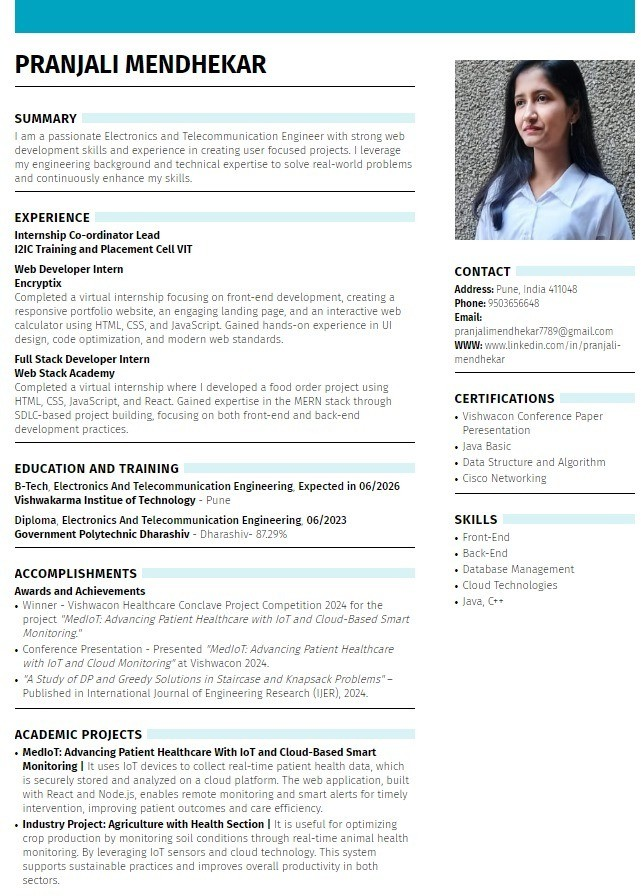 PRANJALI MENDHEKAR
SUMMARY
I am a passionate Electronics and Telecommunication Engineer with strong web
development skills and experience in creating user focused projects. I leverage
my engineering background and technical expertise to solve real-world problems
and continuously enhance my skills.
EXPERIENCE
Internship Co-ordinator Lead
I2IC Training and Placement Cell VIT
Web Developer Intern
Encryptix
Completed a virtual internship focusing on front-end development, creating a
responsive portfolio website, an engaging landing page, and an interactive web
calculator using HTML, CSS, and JavaScript. Gained hands-on experience in UI
design, code optimization, and modern web standards.
Full Stack Developer Intern
Web Stack Academy
Completed a virtual internship where I developed a food order project using
HTML, CSS, JavaScript, and React. Gained expertise in the MERN stack through
SDLC-based project building, focusing on both front-end and back-end
development practices.
EDUCATION AND TRAINING
B-Tech, Electronics And Telecommunication Engineering, Expected in 06/2026
Vishwakarma Institue of Technology - Pune
Diploma, Electronics And Telecommunication Engineering, 06/2023
Government Polytechnic Dharashiv - Dharashiv- 87.29%
ACCOMPLISHMENTS
Awards and Achievements
• Winner - Vishwacon Healthcare Conclave Project Competition 2024 for the
project "MedIoT: Advancing Patient Healthcare with IoT and Cloud-Based Smart
Monitoring."
• Conference Presentation - Presented "MedIoT: Advancing Patient Healthcare
with IoT and Cloud Monitoring" at Vishwacon 2024.
• "A Study of DP and Greedy Solutions in Staircase and Knapsack Problems" –
Published in International Journal of Engineering Research (IJER), 2024.
ACADEMIC PROJECTS
• MedIoT: Advancing Patient Healthcare With IoT and Cloud-Based Smart
Monitoring | It uses IoT devices to collect real-time patient health data, which
is securely stored and analyzed on a cloud platform. The web application, built
with React and Node.js, enables remote monitoring and smart alerts for timely
intervention, improving patient outcomes and care efficiency.
• Industry Project: Agriculture with Health Section | It is useful for optimizing
crop production by monitoring soil conditions through real-time animal health
monitoring. By leveraging IoT sensors and cloud technology. This system
supports sustainable practices and improves overall productivity in both
sectors.
CONTACT
Address: Pune, India 411048
Phone: 9503656648
Email:
pranjalimendhekar7789@gmail.com
WWW: www.linkedin.com/in/pranjali-
mendhekar
CERTIFICATIONS
• Vishwacon Conference Paper
Peresentation
• Java Basic
• Data Structure and Algorithm
• Cisco Networking
SKILLS
• Front-End
• Back-End
• Database Management
• Cloud Technologies
• Java, C++